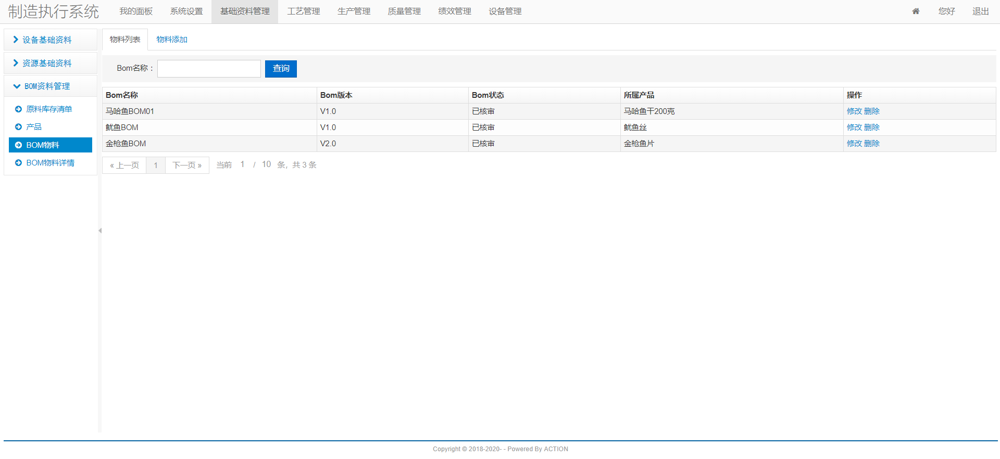 制造执行系统 我的面板 系统设置 基础资料管理 工艺管理 生产管理 质量管理 绩效管理 设备管理 您好 退出
设备基础资料
资源基础资料
BOM资料管理
原料库存清单
产品
BOM物料
BOM物料详情
物料列表 物料添加
Bom名称： 查询
Bom名称 Bom版本 Bom状态 所属产品 操作
马哈鱼BOM01 V1.0 已核审 马哈鱼干200克 修改 删除
鱿鱼BOM V1.0 已核审 鱿鱼丝 修改 删除
金枪鱼BOM V2.0 已核审 金枪鱼片 修改 删除
« 上一页 1 下一页 » 当前 1 / 10 条，共 3 条
Copyright © 2018-2020- - Powered By ACTION